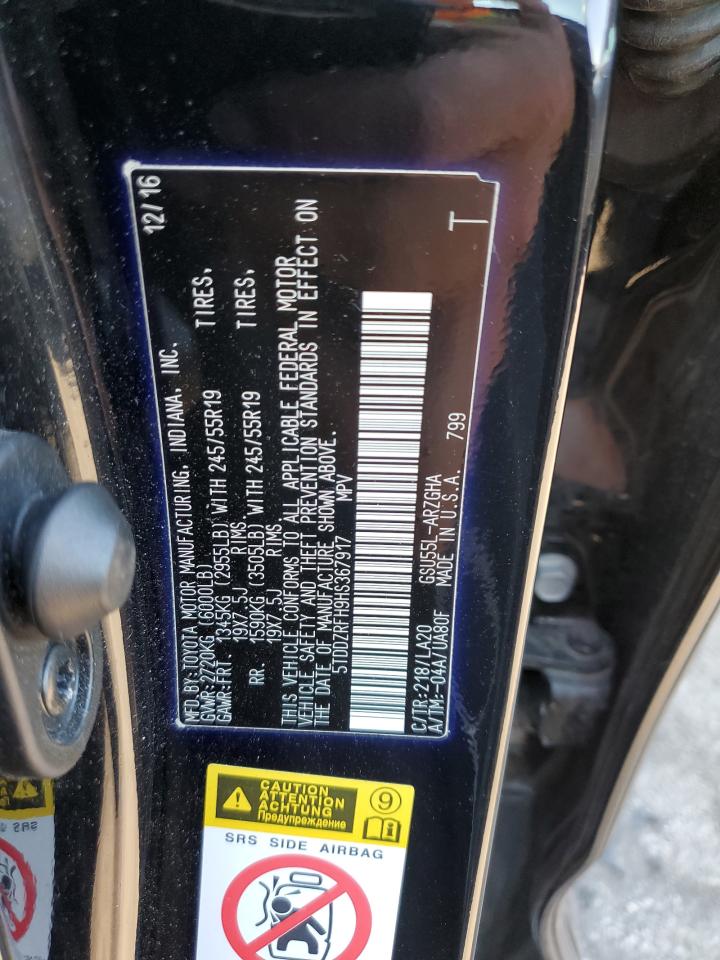 MFD.BY:TOYOTA MOTOR MANUFACTURING, INDIANA, INC. 12/16
GVWR:2720KG (6000LB)
GAWR:FRT. 1345KG (2955LB) WITH 245/55R19 TIRES,
19X7.5J RIMS.
RR. 1590KG (3505LB) WITH 245/55R19 TIRES,
19X7.5J RIMS.
THIS VEHICLE CONFORMS TO ALL APPLICABLE FEDERAL MOTOR
VEHICLE SAFETY AND THEFT PREVENTION STANDARDS IN EFFECT ON
THE DATE OF MANUFACTURE SHOWN ABOVE.
5TDDZRFH9HS367917 MPV
C/TR:218/LA20 GSU55L-ARZGHA
A/TM:-04A/UA80F MADE IN U.S.A. 799
T
CAUTION
ATTENTION
ACHTUNG
Предупреждение
9
SRS SIDE AIRBAG